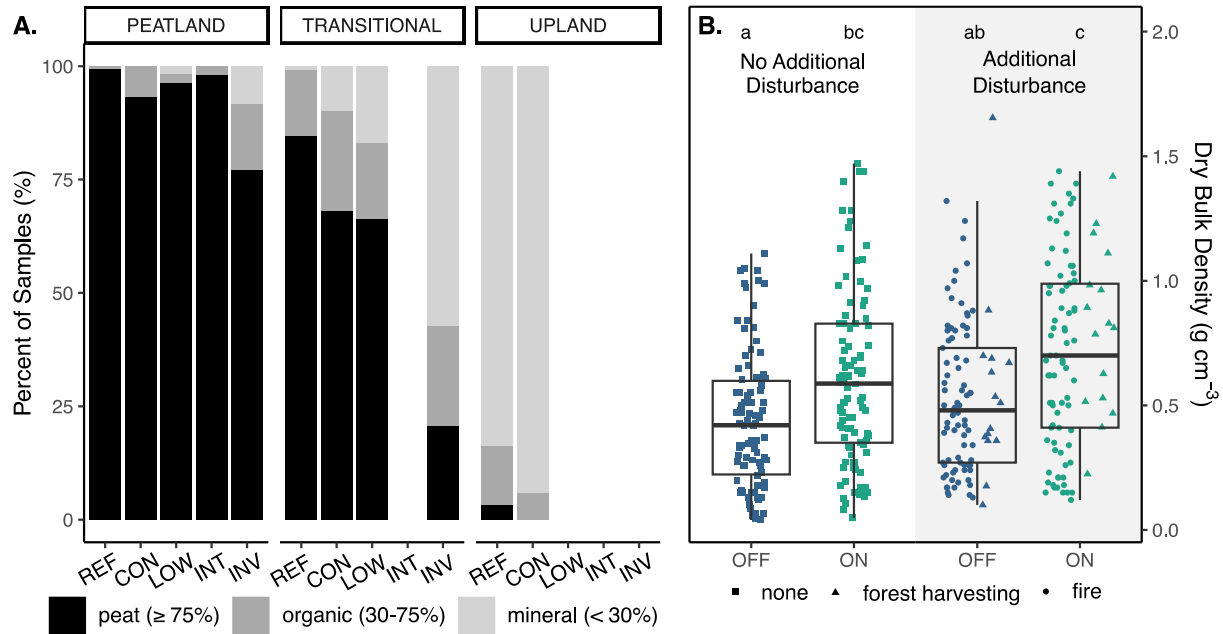 A.
PEATLAND TRANSITIONAL UPLAND
Percent of Samples (%)
100
75
50
25
0
REF CON LOW INT INV REF CON LOW INT INV REF CON LOW INT INV
peat (≥ 75%) organic (30-75%) mineral (< 30%)
B.
a bc ab c
No Additional
Disturbance
Additional
Disturbance
2.0
1.5
1.0
0.5
0.0
Dry Bulk Density (g cm⁻³)
OFF ON OFF ON
none forest harvesting fire